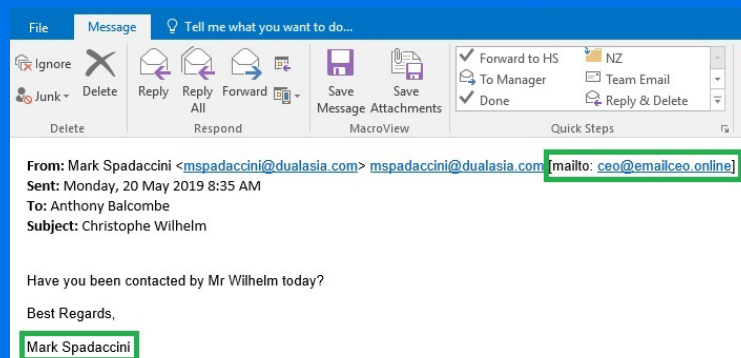 File Message Tell me what you want to do...
Ignore
Junk
Delete
Reply
Reply All
Forward
Save Message
Save Attachments
Forward to HS
To Manager
Done
NZ
Team Email
Reply & Delete
Delete Respond MacroView Quick Steps
From: Mark Spadaccini <mspadaccini@dualasia.com> mspadaccini@dualasia.com [mailto: ceo@emailceo.online]
Sent: Monday, 20 May 2019 8:35 AM
To: Anthony Balcombe
Subject: Christophe Wilhelm
Have you been contacted by Mr Wilhelm today?
Best Regards,
Mark Spadaccini